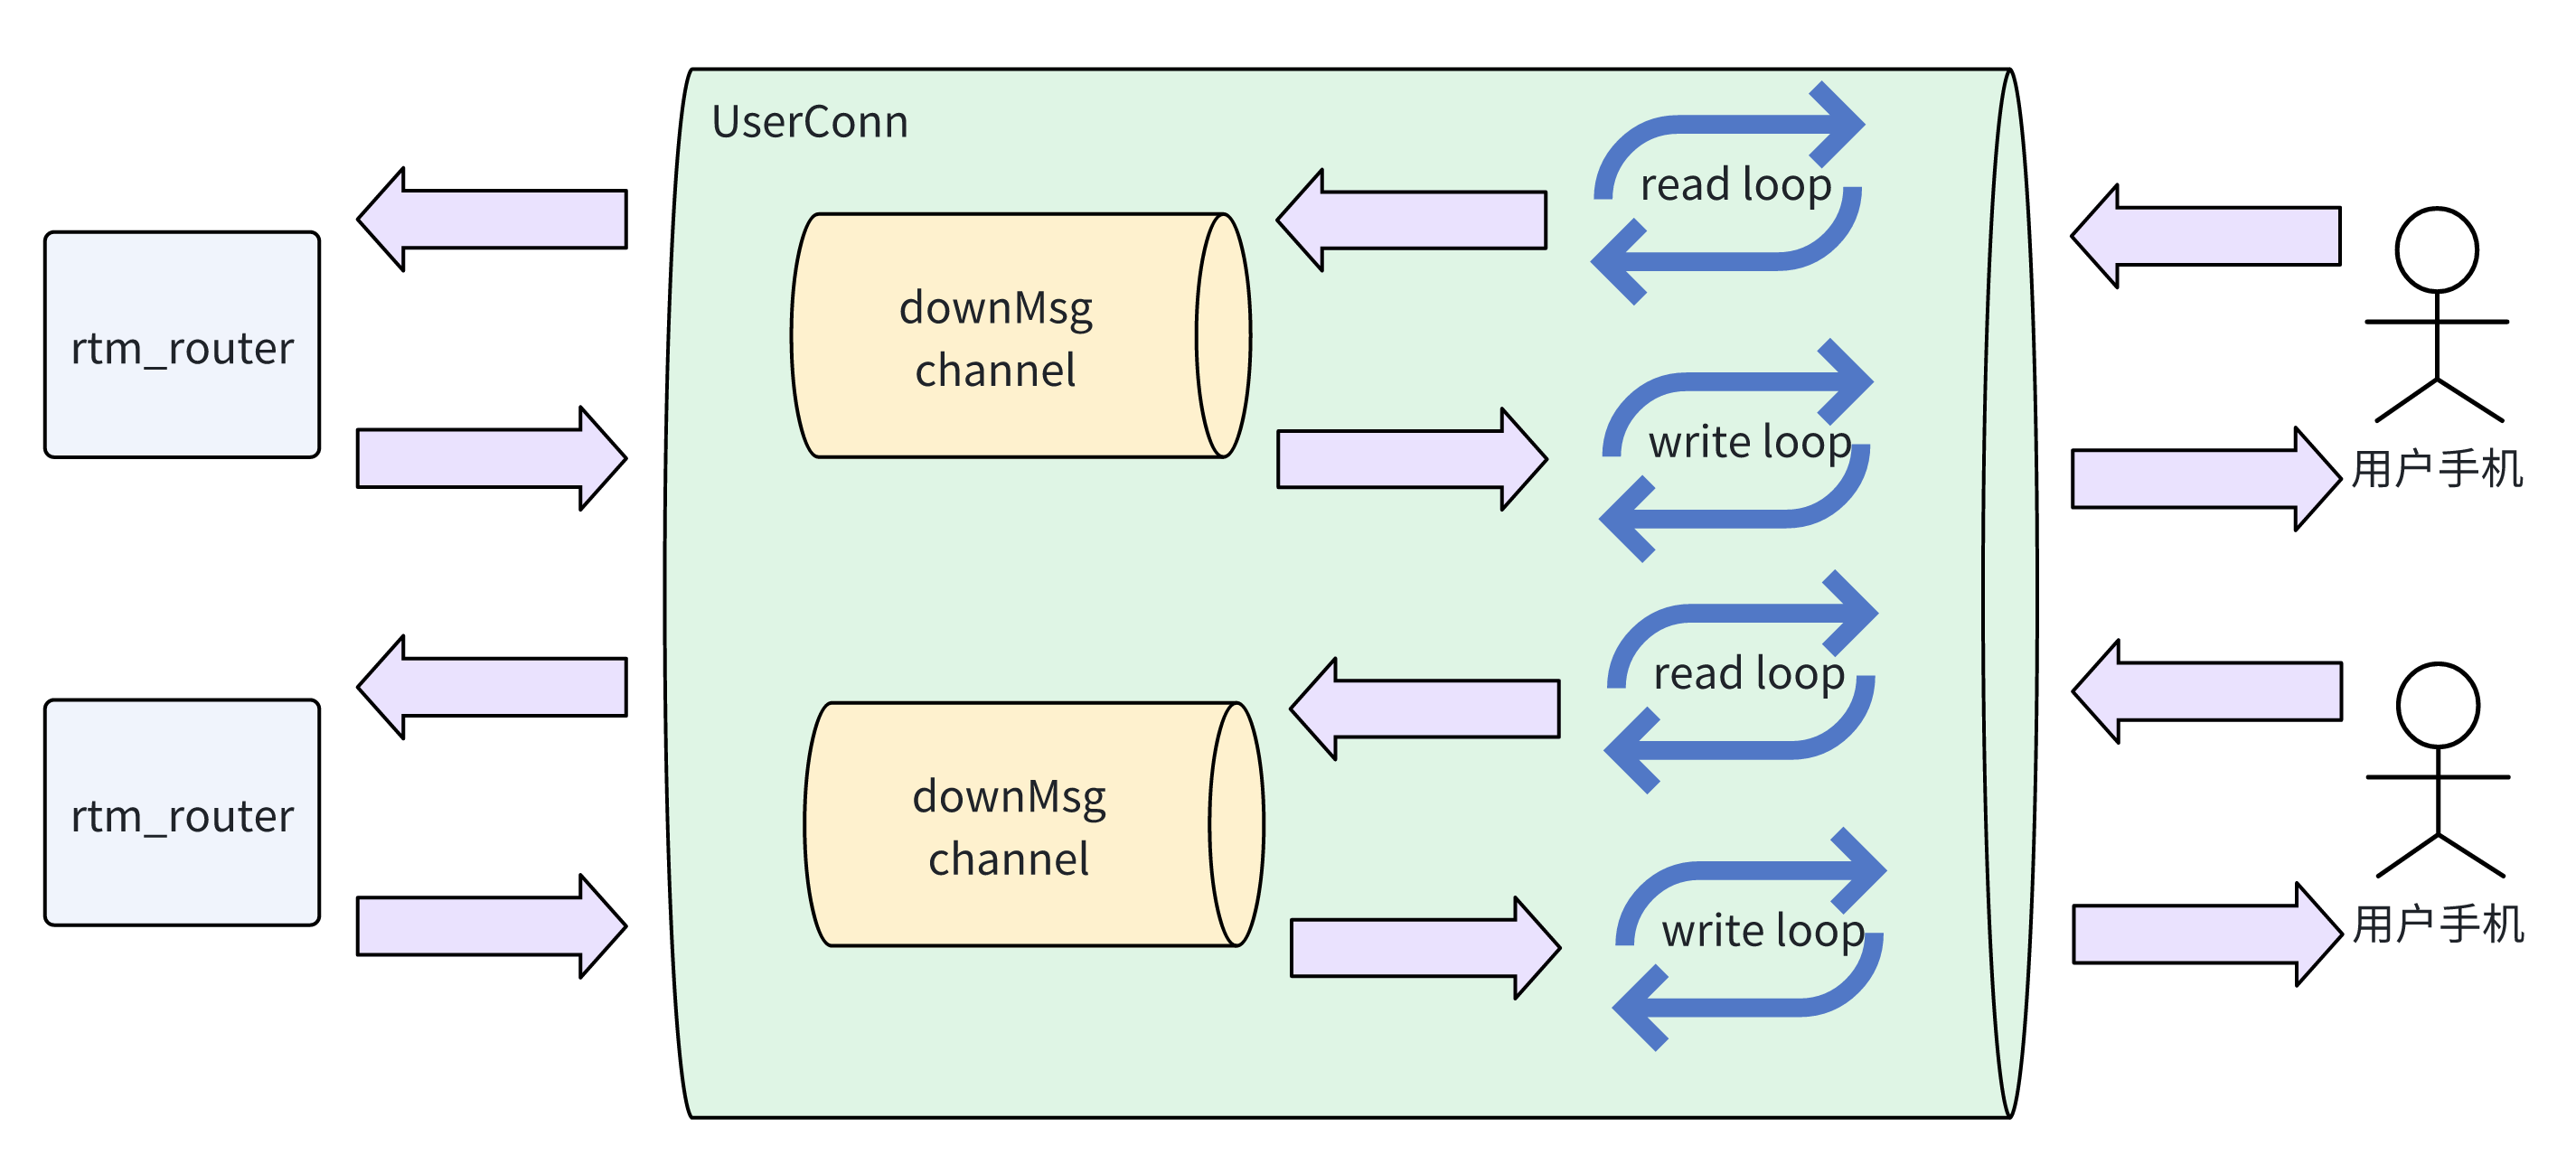 UserConn
read loop
rtm_router
downMsg
channel
write loop
用户手机
read loop
rtm_router
downMsg
channel
write loop
用户手机